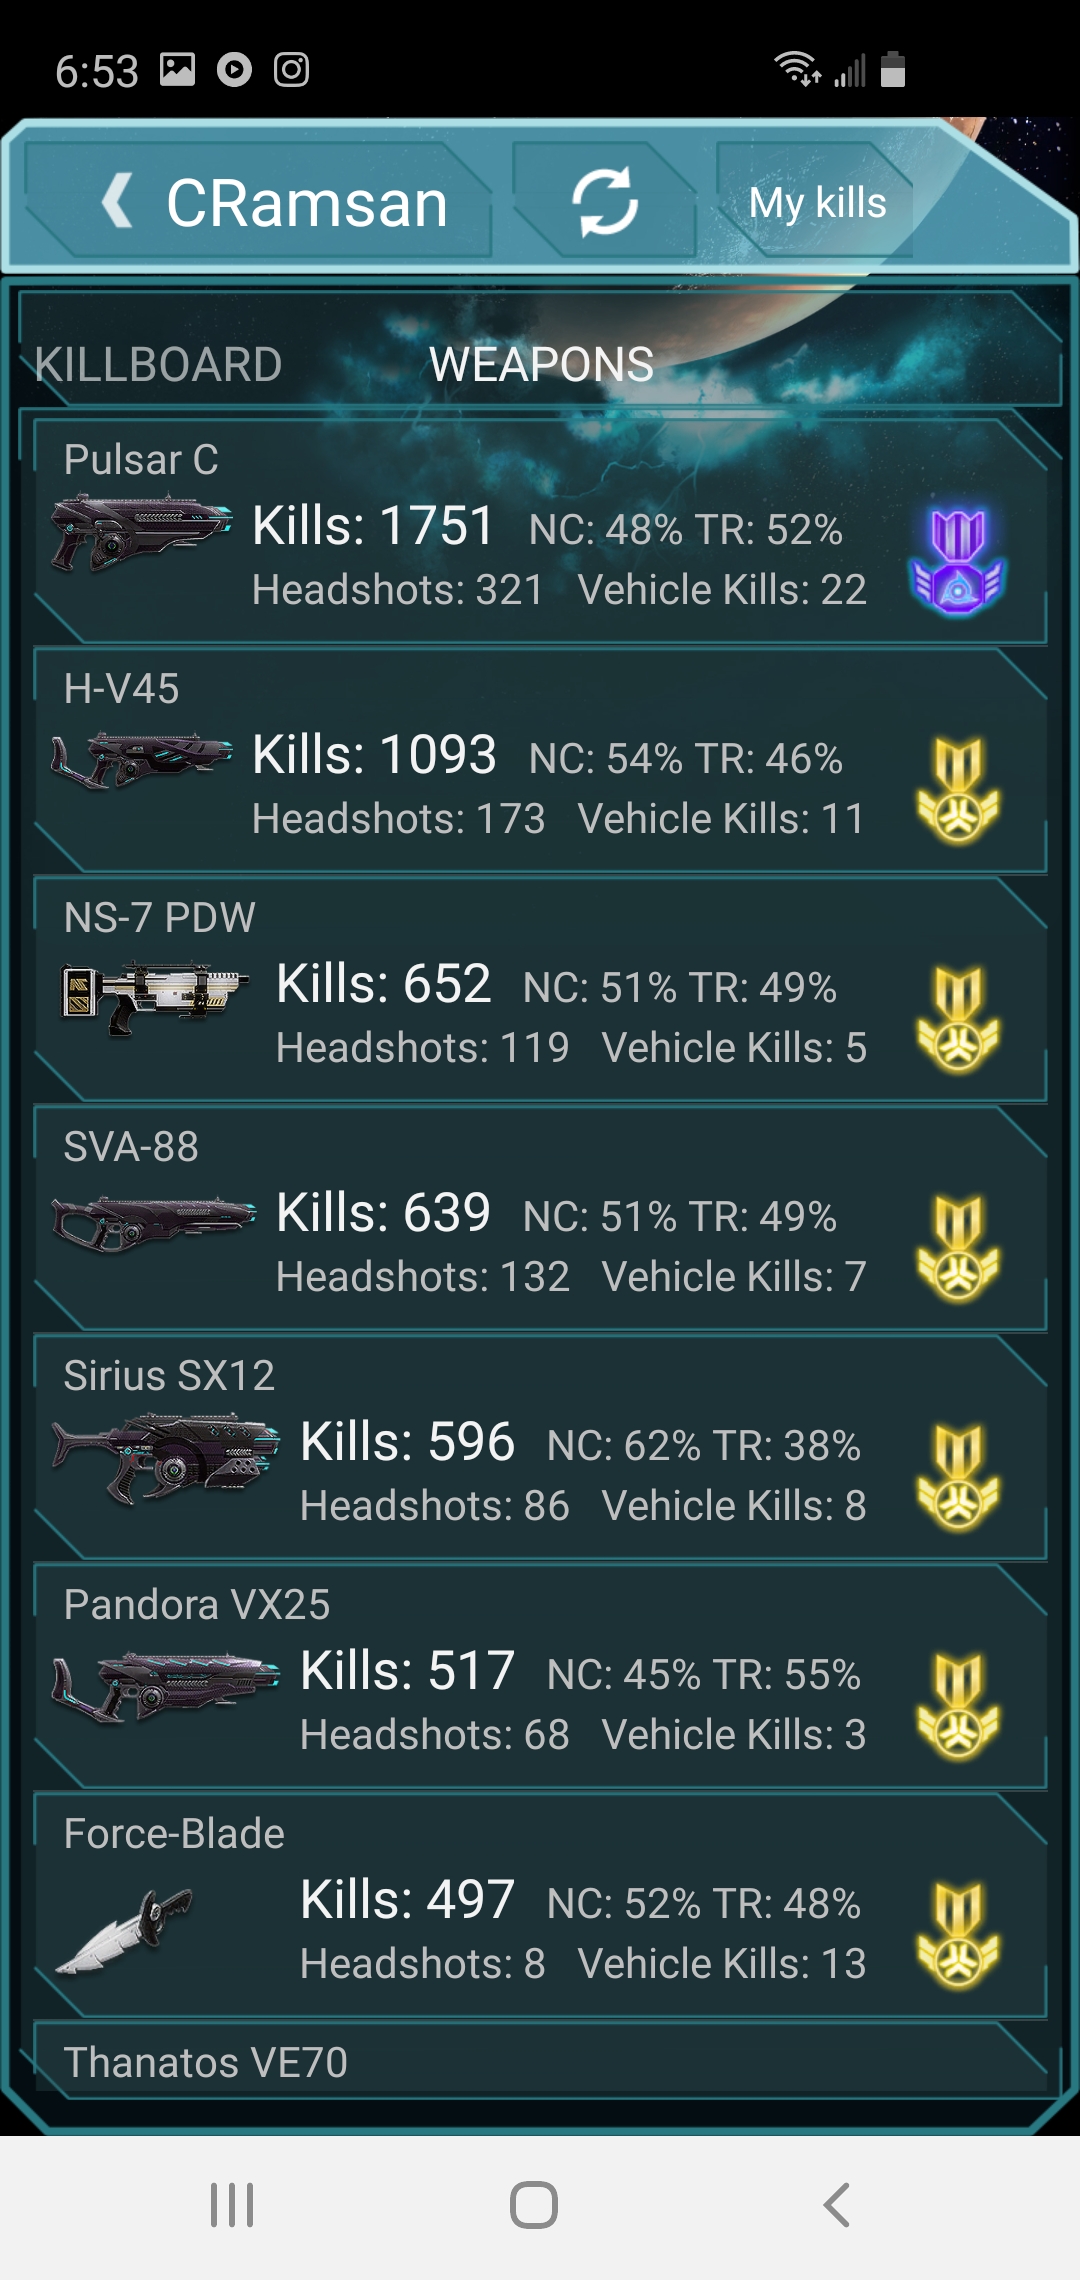 6:53
CRamsan
My kills
KILLBOARD WEAPONS
Pulsar C
Kills: 1751 NC: 48% TR: 52%
Headshots: 321 Vehicle Kills: 22
H-V45
Kills: 1093 NC: 54% TR: 46%
Headshots: 173 Vehicle Kills: 11
NS-7 PDW
Kills: 652 NC: 51% TR: 49%
Headshots: 119 Vehicle Kills: 5
SVA-88
Kills: 639 NC: 51% TR: 49%
Headshots: 132 Vehicle Kills: 7
Sirius SX12
Kills: 596 NC: 62% TR: 38%
Headshots: 86 Vehicle Kills: 8
Pandora VX25
Kills: 517 NC: 45% TR: 55%
Headshots: 68 Vehicle Kills: 3
Force-Blade
Kills: 497 NC: 52% TR: 48%
Headshots: 8 Vehicle Kills: 13
Thanatos VE70